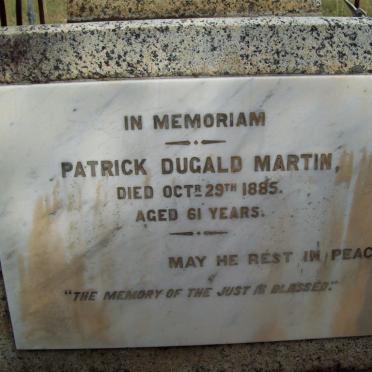 IN MEMORIAM
PATRICK DUGALD MARTIN,
DIED OCTR 29TH 1885.
AGED 61 YEARS.
MAY HE REST IN PEAC
"THE MEMORY OF THE JUST IS BLESSED."